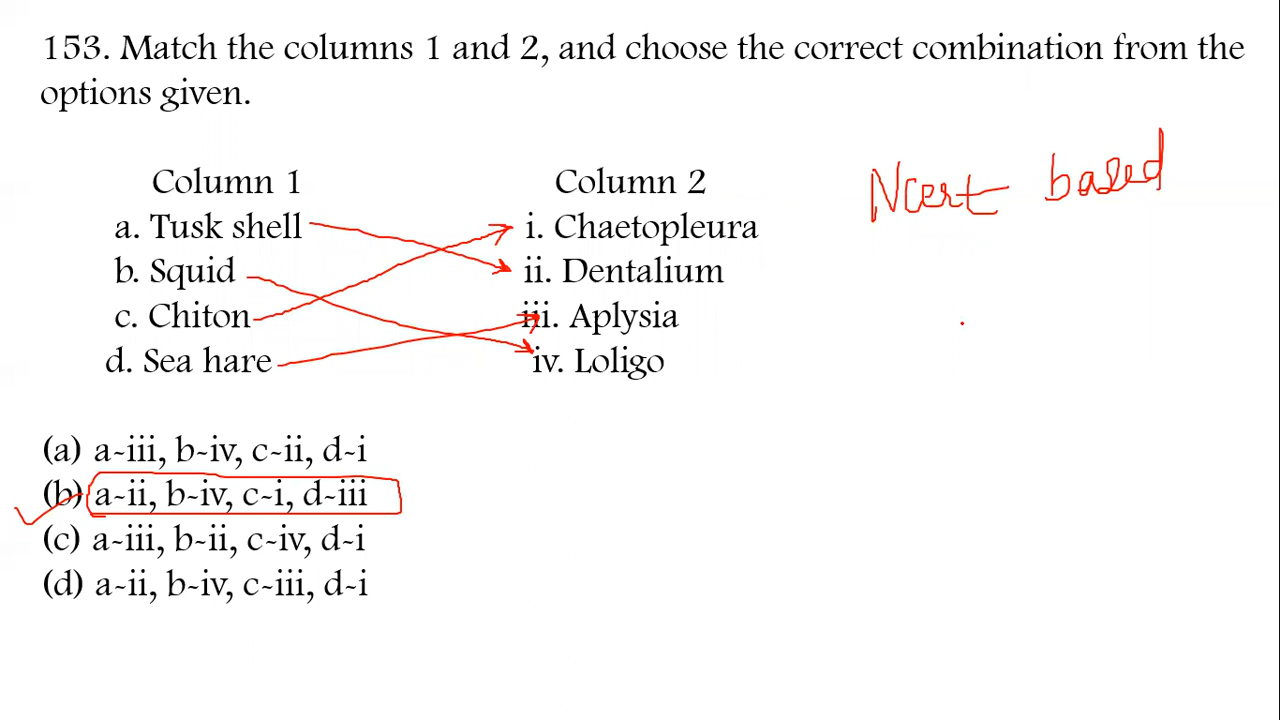 153. Match the columns 1 and 2, and choose the correct combination from the
options given.
Column 1 Column 2
a. Tusk shell i. Chaetopleura
b. Squid ii. Dentalium
c. Chiton iii. Aplysia
d. Sea hare iv. Loligo
Ncert based
(a) a-iii, b-iv, c-ii, d-i
(b) a-ii, b-iv, c-i, d-iii
(c) a-iii, b-ii, c-iv, d-i
(d) a-ii, b-iv, c-iii, d-i